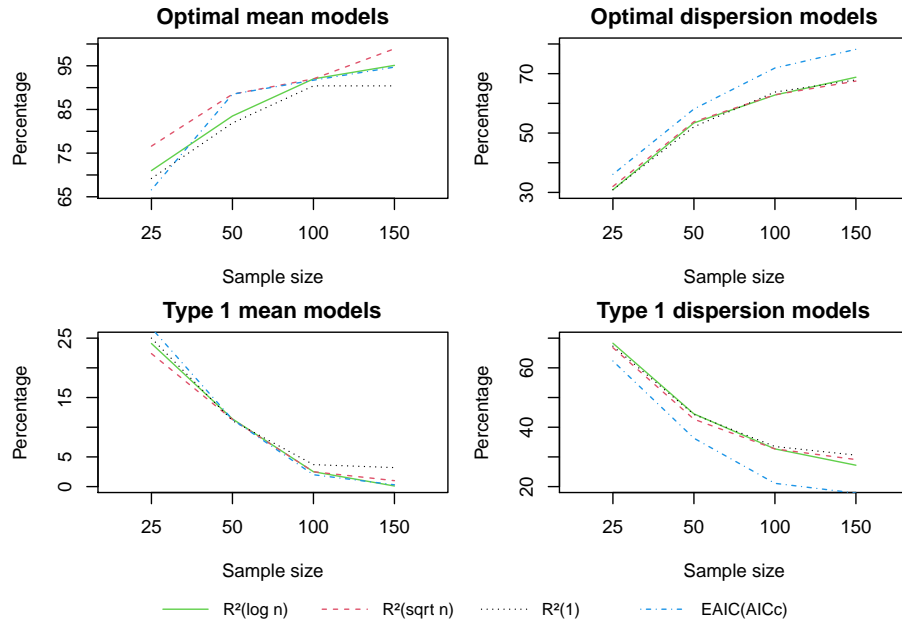 Optimal mean models
Percentage
95
85
75
65
25 50 100 150
Sample size
Optimal dispersion models
Percentage
70
50
30
25 50 100 150
Sample size
Type 1 mean models
Percentage
25
15
5
0
25 50 100 150
Sample size
Type 1 dispersion models
Percentage
60
40
20
25 50 100 150
Sample size
R²(log n) R²(sqrt n) R²(1) EAIC(AICc)